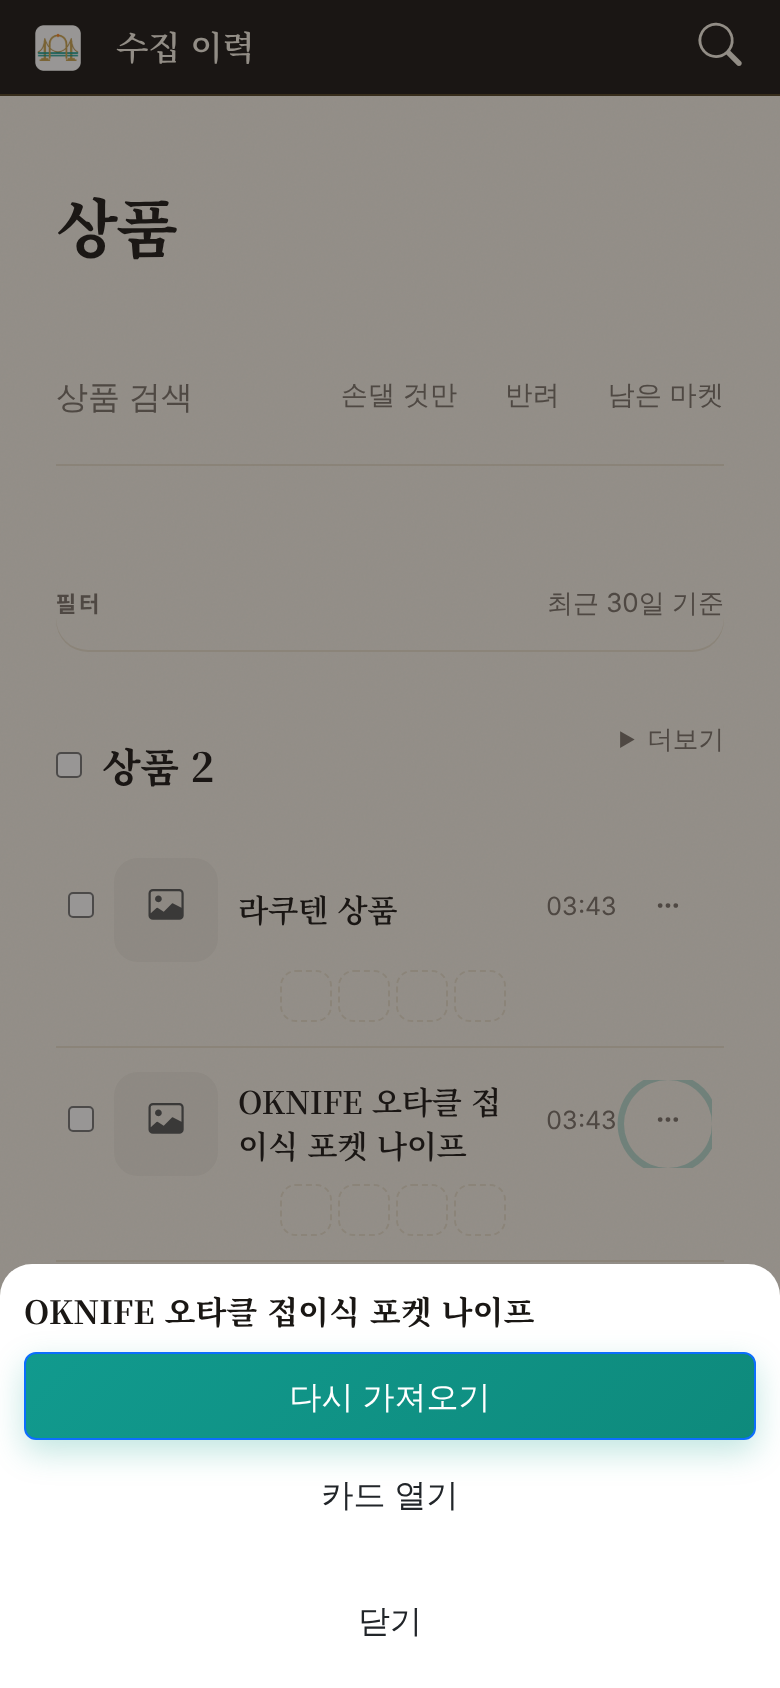 수집 이력
상품
상품 검색
손댈 것만
반려
남은 마켓
필터
최근 30일 기준
상품 2
▶ 더보기
라쿠텐 상품
03:43
···
OKNIFE 오타클 접
이식 포켓 나이프
03:43
···
OKNIFE 오타클 접이식 포켓 나이프
다시 가져오기
카드 열기
닫기